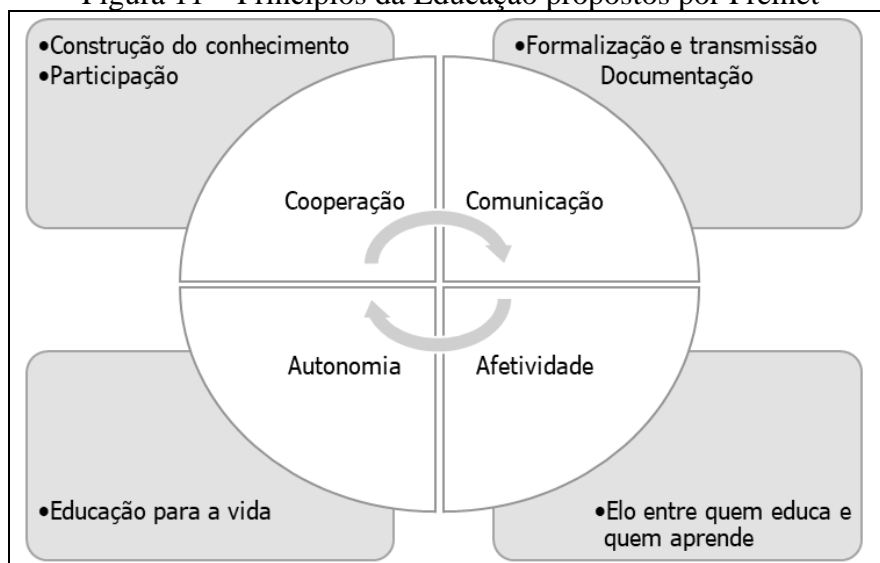 Figura 11 – Princípios da Educação propostos por Freinet
•Construção do conhecimento
•Participação
•Formalização e transmissão
Documentação
Cooperação
Comunicação
Autonomia
Afetividade
•Educação para a vida
•Elo entre quem educa e
quem aprende